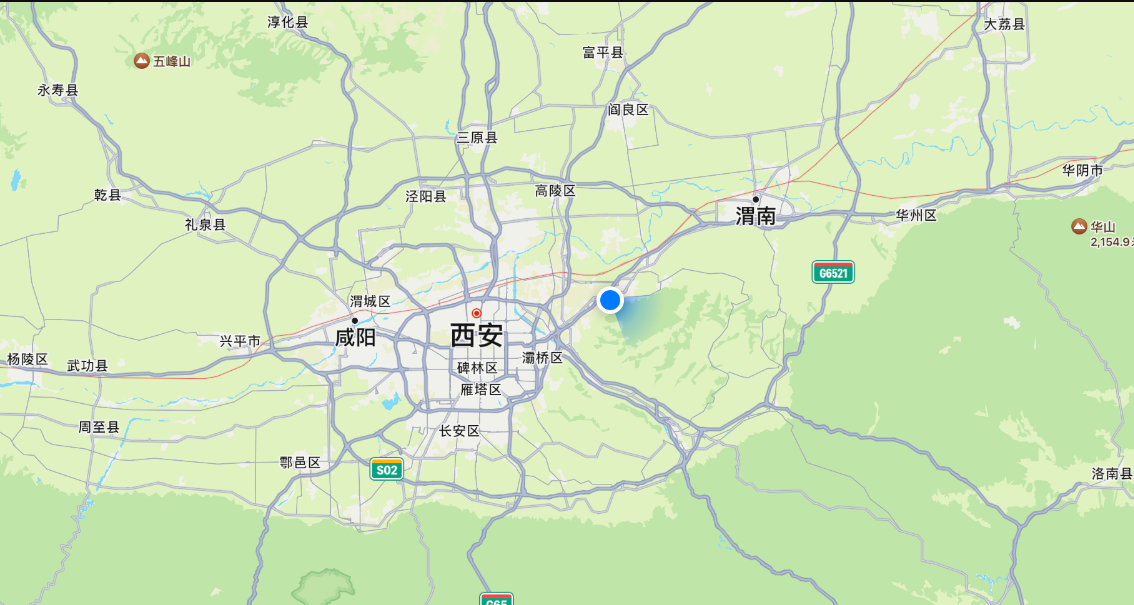 淳化县
大荔县
富平县
五峰山
永寿县
阎良区
三原县
华阴市
乾县
泾阳县
高陵区
礼泉县
渭南
华州区
华山
2,154.9
G6521
渭城区
咸阳
西安
兴平市
杨陵区
武功县
灞桥区
碑林区
雁塔区
周至县
长安区
鄠邑区
S02
洛南县
G65